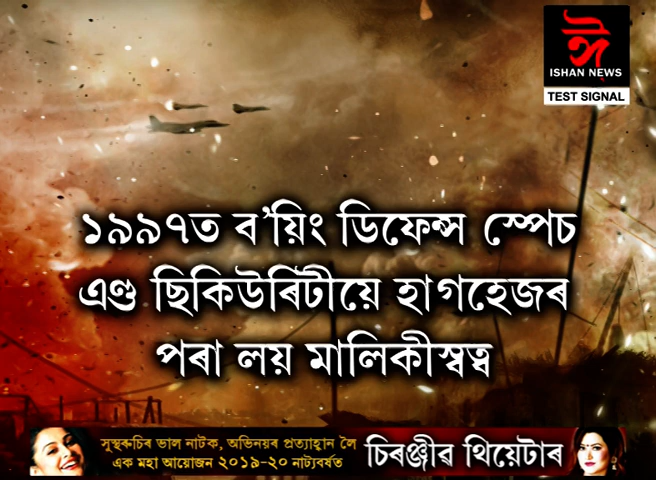 ঈ
ISHAN NEWS
TEST SIGNAL
১৯৯৭ত ব'য়িং ডিফেন্স স্পেচ
এণ্ড ছিকিউৰিটীয়ে হাগহেজৰ
পৰা লয় মালিকীস্বত্ব
সুস্থৰুচিৰ ভাল নাটক, অভিনয়ৰ প্ৰত্যাহ্বান লৈ
এক মহা আয়োজন ২০১৯-২০ নাট্যবৰ্ষত
চিৰঞ্জীৱ থিয়েটাৰ